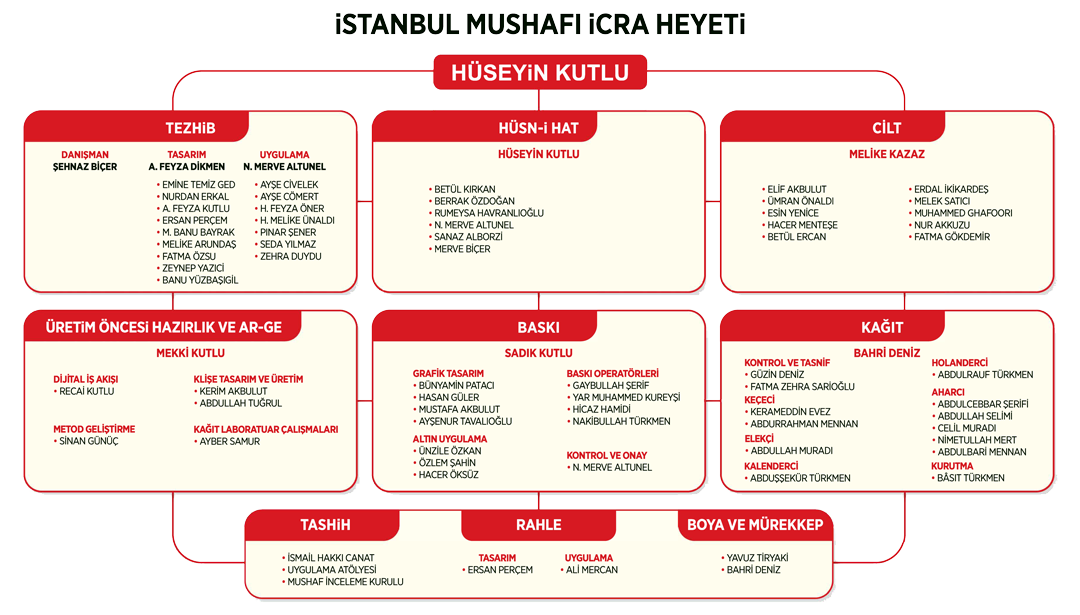 İSTANBUL MUSHAFI İCRA HEYETİ
HÜSEYİN KUTLU
TEZHİB
DANIŞMAN
ŞEHNAZ BİÇER
TASARIM
A. FEYZA DİKMEN
• EMİNE TEMİZ GED
• NURDAN ERKAL
• A. FEYZA KUTLU
• ERSAN PERÇEM
• M. BANU BAYRAK
• MELİKE ARUNDAŞ
• FATMA ÖZSU
• ZEYNEP YAZICI
• BANU YÜZBAŞIGİL
UYGULAMA
N. MERVE ALTUNEL
• AYŞE CİVELEK
• AYŞE CÖMERT
• H. FEYZA ÖNER
• H. MELİKE ÜNALDI
• PINAR ŞENER
• SEDA YILMAZ
• ZEHRA DUYDU
HÜSN-İ HAT
HÜSEYİN KUTLU
• BETÜL KIRKAN
• BERRAK ÖZDOĞAN
• RUMEYSA HAVRANLIOĞLU
• N. MERVE ALTUNEL
• SANAZ ALBORZİ
• MERVE BİÇER
CİLT
MELİKE KAZAZ
• ELİF AKBULUT
• ÜMRAN ÖNALDI
• ESİN YENİCE
• HACER MENTEŞE
• BETÜL ERCAN
• ERDAL İKİKARDEŞ
• MELEK SATICI
• MUHAMMED GHAFOORI
• NUR AKKUZU
• FATMA GÖKDEMİR
ÜRETİM ÖNCESİ HAZIRLIK VE AR-GE
MEKKİ KUTLU
DİJİTAL İŞ AKIŞI
• RECAİ KUTLU
KLİŞE TASARIM VE ÜRETİM
• KERİM AKBULUT
• ABDULLAH TUĞRUL
METOD GELİŞTİRME
• SİNAN GÜNÜÇ
KAĞIT LABORATUAR ÇALIŞMALARI
• AYBER SAMUR
BASKI
SADIK KUTLU
GRAFİK TASARIM
• BÜNYAMİN PATACI
• HASAN GÜLER
• MUSTAFA AKBULUT
• AYŞENUR TAVALIOĞLU
ALTIN UYGULAMA
• ÜNZİLE ÖZKAN
• ÖZLEM ŞAHİN
• HACER ÖKSÜZ
BASKI OPERATÖRLERİ
• GAYBULLAH ŞERİF
• YAR MUHAMMED KUREYŞİ
• HİCAZ HAMİDİ
• NAKİBULLAH TÜRKMEN
KONTROL VE ONAY
• N. MERVE ALTUNEL
KAĞIT
BAHRİ DENİZ
KONTROL VE TASNİF
• GÜZİN DENİZ
• FATMA ZEHRA SARIOĞLU
KEÇECİ
• KERAMEDDİN EVEZ
• ABDURRAHMAN MENNAN
ELEKÇİ
• ABDULLAH MURADI
KALENDERCİ
• ABDUŞŞEKÜR TÜRKMEN
HOLANDERCİ
• ABDULRAUF TÜRKMEN
AHARCI
• ABDULCEBBAR ŞERİFİ
• ABDULLAH SELİMİ
• CELİL MURADI
• NİMETULLAH MERT
• ABDULBARİ MENNAN
KURUTMA
• BÂSIT TÜRKMEN
TASHİH
• İSMAİL HAKKI CANAT
• UYGULAMA ATÖLYESİ
• MUSHAF İNCELEME KURULU
RAHLE
TASARIM
• ERSAN PERÇEM
UYGULAMA
• ALİ MERCAN
BOYA VE MÜREKKEP
• YAVUZ TİRYAKİ
• BAHRİ DENİZ